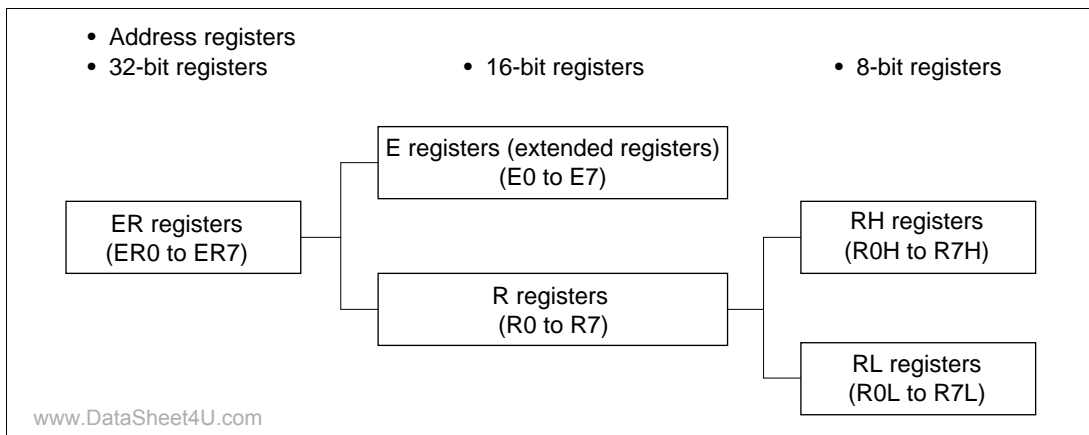 • Address registers
• 32-bit registers
• 16-bit registers
• 8-bit registers
E registers (extended registers)
(E0 to E7)
ER registers
(ER0 to ER7)
RH registers
(R0H to R7H)
R registers
(R0 to R7)
RL registers
(R0L to R7L)
www.DataSheet4U.com